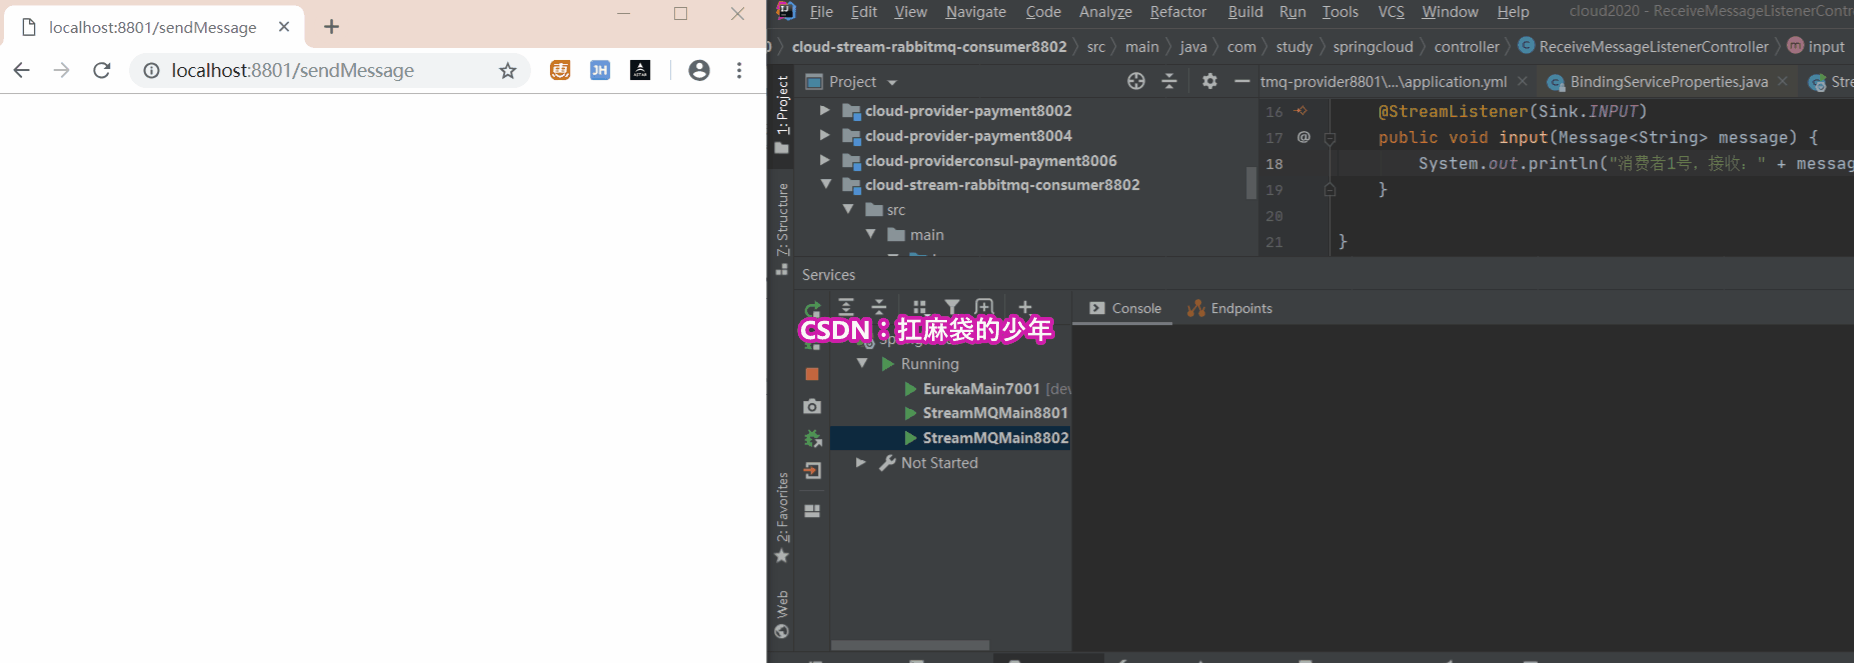 localhost:8801/sendMessage
localhost:8801/sendMessage
JH
File Edit View Navigate Code Analyze Refactor Build Run Tools VCS Window Help cloud2020 - ReceiveMessageListenerContr
cloud-stream-rabbitmq-consumer8802 src main java com study springcloud controller ReceiveMessageListenerController input
1: Project
Project
tmq-provider8801\...\application.yml
BindingServiceProperties.java
Stre
cloud-provider-payment8002
cloud-provider-payment8004
cloud-providerconsul-payment8006
cloud-stream-rabbitmq-consumer8802
src
main
16 @StreamListener(Sink.INPUT)
17 @ public void input(Message<String> message) {
18 System.out.println("消费者1号，接收：" + messag
19 }
20
21 }
Z: Structure
Services
Console
Endpoints
CSDN：扛麻袋的少年
Running
EurekaMain7001 [dev
StreamMQMain8801
StreamMQMain8802
Not Started
2: Favorites
Web